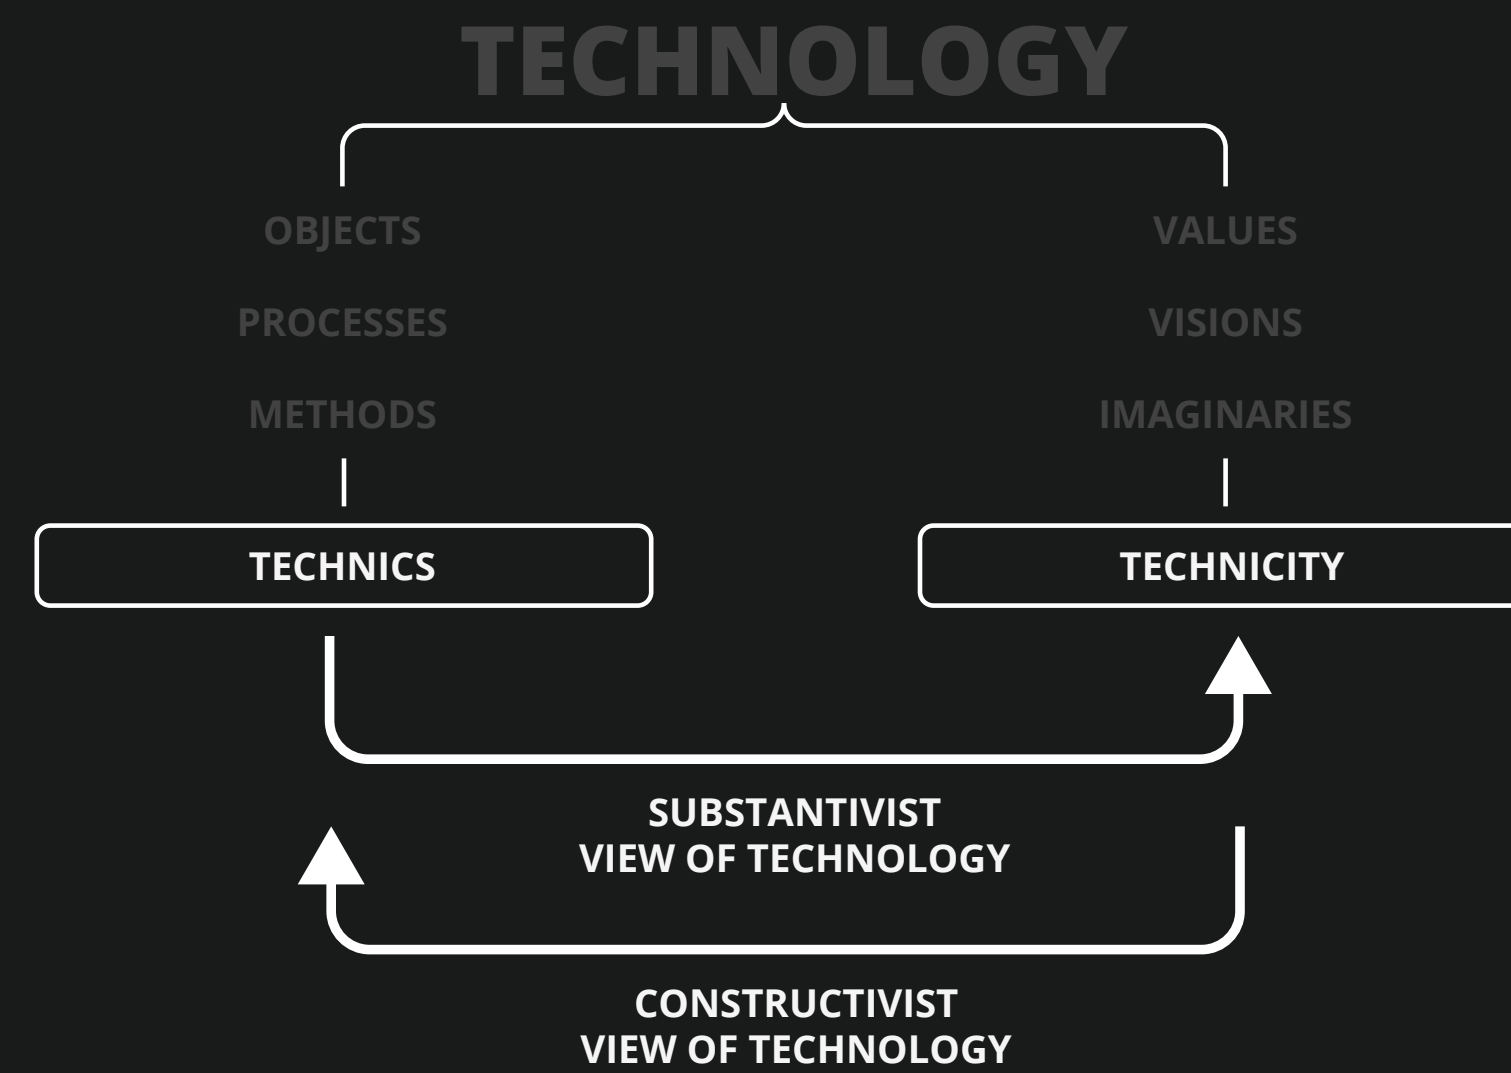 TECHNOLOGY
OBJECTS
PROCESSES
METHODS
VALUES
VISIONS
IMAGINARIES
TECHNICS
TECHNICITY
SUBSTANTIVIST
VIEW OF TECHNOLOGY
CONSTRUCTIVIST
VIEW OF TECHNOLOGY